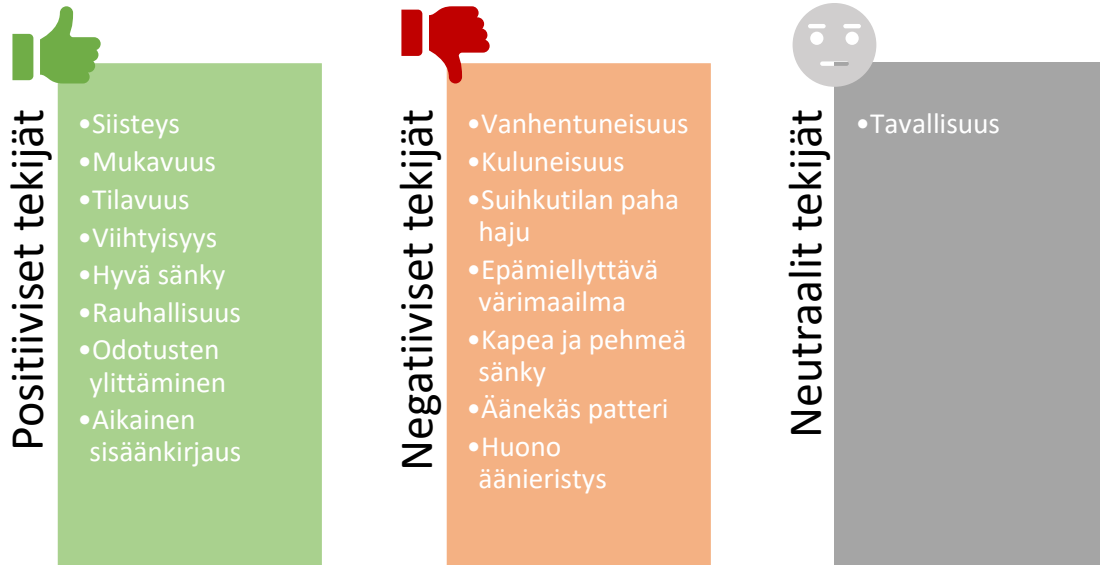 Positiiviset tekijät
•Siisteys
•Mukavuus
•Tilavuus
•Viihtyisyys
•Hyvä sänky
•Rauhallisuus
•Odotusten
ylittäminen
•Aikainen
sisäänkirjaus
Negatiiviset tekijät
•Vanhentuneisuus
•Kuluneisuus
•Suihkutilan paha
haju
•Epämiellyttävä
värimaailma
•Kapea ja pehmeä
sänky
•Äänekäs patteri
•Huono
äänieristys
Neutraalit tekijät
•Tavallisuus